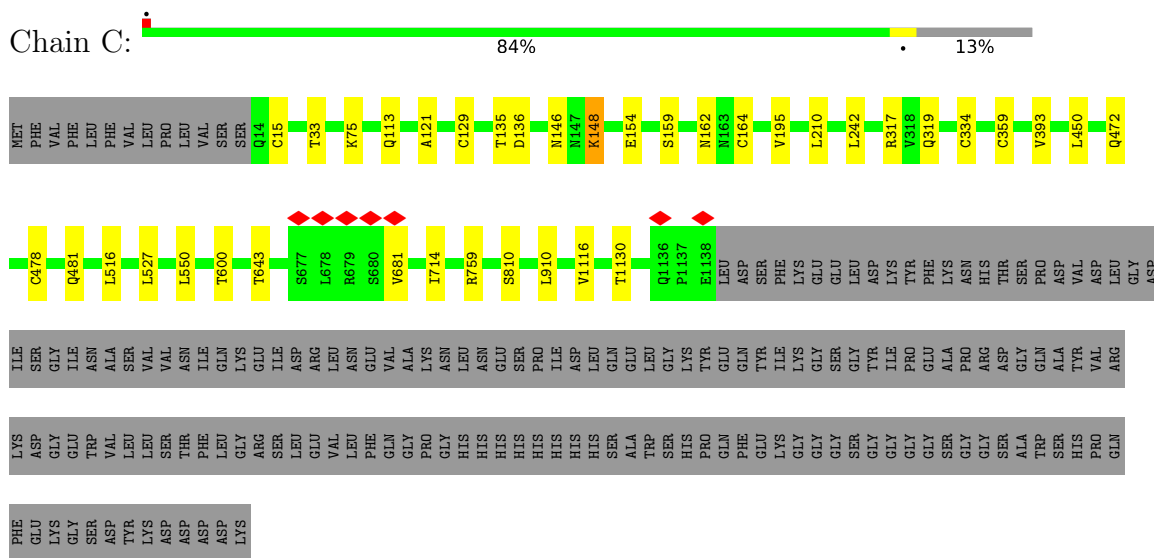 Chain C:
84%
13%
MET PHE VAL PHE LEU PHE VAL LEU PRO LEU VAL SER SER Q14 C15 T33 K75 Q113 A121 C129 T135 D136 N146 N147 K148 E154 S159 N162 N163 C164 V195 L210 L242 R317 V318 Q319 C334 C359 V393 L450 Q472
C478 Q481 L516 L527 L550 T600 T643 S677 L678 R679 S680 V681 I714 R759 S810 L910 V1116 T1130 Q1136 P1137 E1138 LEU ASP SER PHE LYS GLU GLU LEU ASP LYS TYR PHE LYS ASN HIS THR SER PRO ASP VAL ASP LEU GLY ASP
ILE SER GLY ILE ASN ALA SER VAL VAL ASN ILE GLN LYS GLU ILE ASP ARG LEU ASN GLU VAL ALA LYS ASN LEU ASN GLU SER PRO ILE ASP LEU GLN GLU LEU GLY LYS TYR GLU GLN TYR ILE LYS GLY SER GLY TYR ILE PRO GLU ALA PRO ARG ASP GLY GLN ALA TYR VAL ARG
LYS ASP GLY GLU TRP VAL LEU LEU SER THR PHE LEU GLY ARG SER LEU GLU VAL LEU PHE GLN GLY PRO GLY HIS HIS HIS HIS HIS HIS HIS HIS SER ALA TRP SER HIS PRO GLN PHE GLU LYS GLY GLY GLY SER GLY GLY GLY GLY SER GLY GLY SER ALA TRP SER HIS PRO GLN
PHE GLU LYS GLY SER ASP TYR LYS ASP ASP ASP ASP LYS